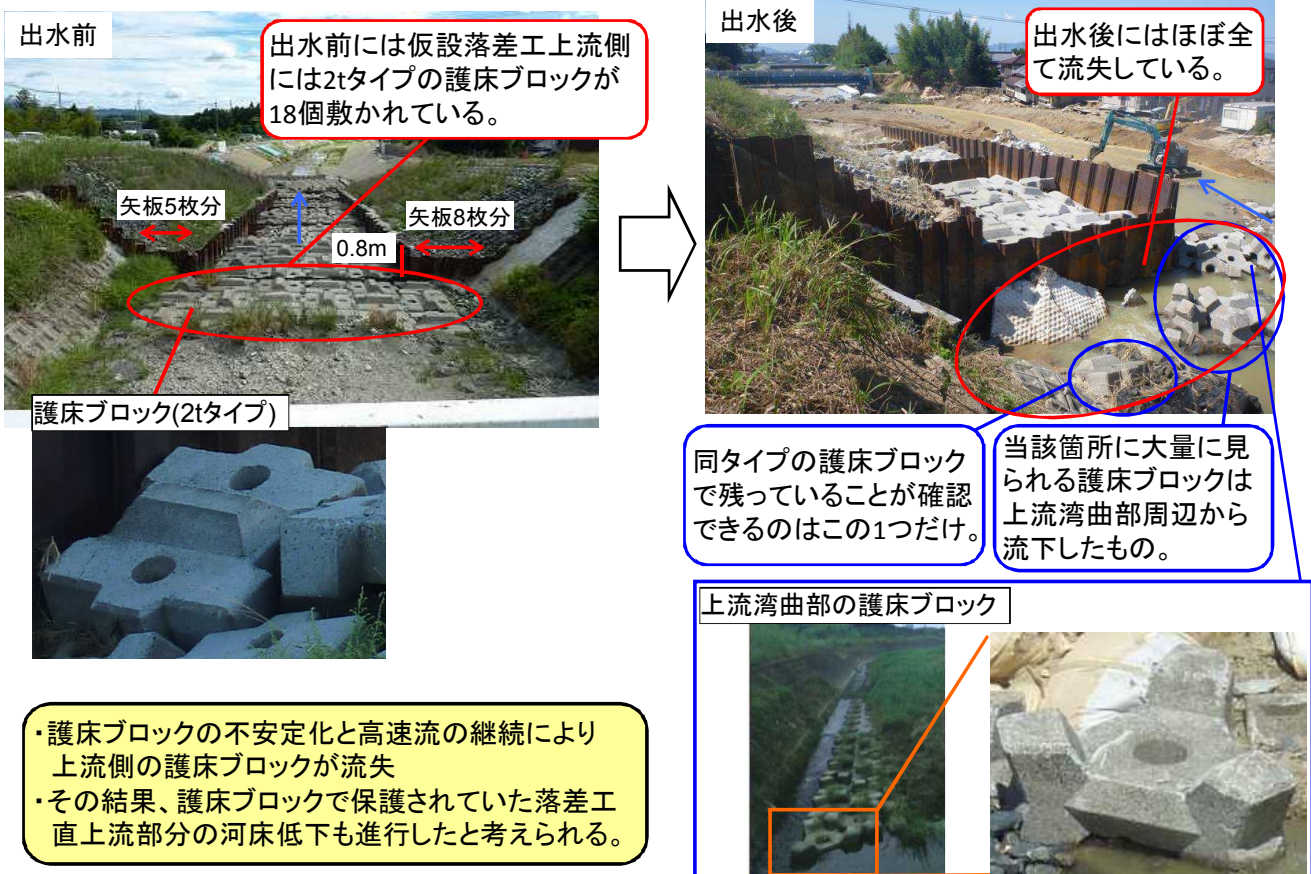 出水前
出水前には仮設落差工上流側
には2tタイプの護床ブロックが
18個敷かれている。
矢板5枚分
矢板8枚分
0.8m
護床ブロック(2tタイプ)
出水後
出水後にはほぼ全
て流失している。
同タイプの護床ブロック
で残っていることが確認
できるのはこの1つだけ。
当該箇所に大量に見
られる護床ブロックは
上流湾曲部周辺から
流下したもの。
上流湾曲部の護床ブロック
・護床ブロックの不安定化と高速流の継続により
上流側の護床ブロックが流失
・その結果、護床ブロックで保護されていた落差工
直上流部分の河床低下も進行したと考えられる。